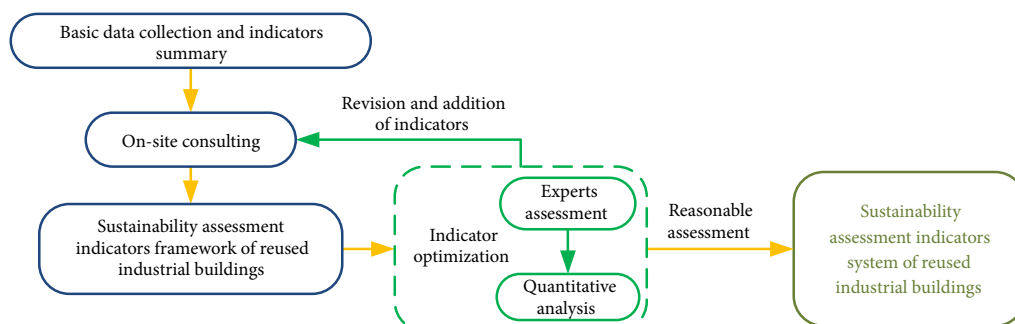 Basic data collection and indicators
summary
On-site consulting
Sustainability assessment
indicators framework of reused
industrial buildings
Revision and addition
of indicators
Indicator
optimization
Experts
assessment
Quantitative
analysis
Reasonable
assessment
Sustainability
assessment indicators
system of reused
industrial buildings